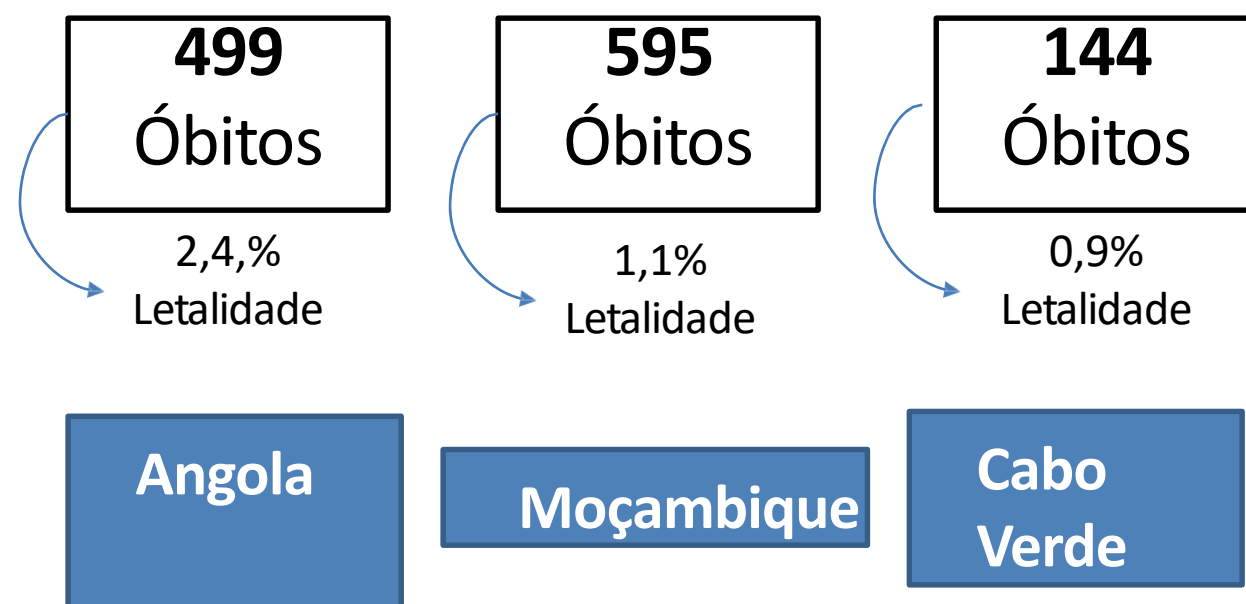 499
Óbitos
2,4,%
Letalidade
Angola
595
Óbitos
1,1%
Letalidade
Moçambique
144
Óbitos
0,9%
Letalidade
Cabo
Verde